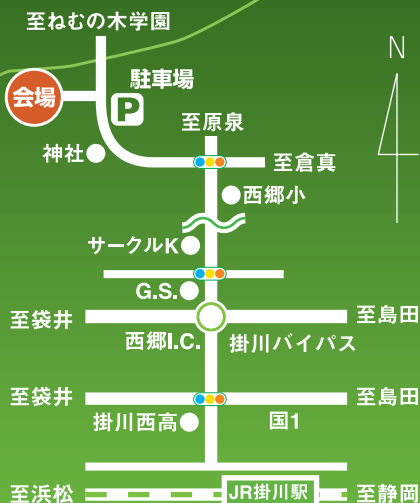 至ねむの木学園
N
駐車場
会場
P
至原泉
神社
至倉真
西郷小
サークルK
G.S.
至袋井
至島田
西郷I.C.
掛川バイパス
至袋井
至島田
掛川西高
国1
JR掛川駅
至浜松
至静岡